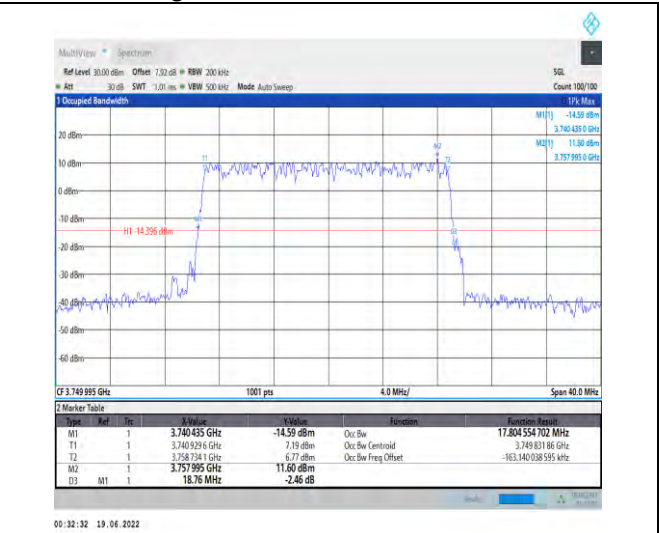 MultiView Spectrum
Ref Level 30.00 dBm Offset 7.92 dB RBW 200 kHz SGL
Att 30 dB SWT 1.01 ms VBW 500 kHz Mode Auto Sweep Count 100/100
1 Occupied Bandwidth 1Pk Max
M1[1] -14.59 dBm
3.740 435 0 GHz
M2[1] 11.60 dBm
3.757 995 0 GHz
20 dBm
M2
T1 T2
10 dBm
0 dBm
-10 dBm
M1
H1 -14.396 dBm
D3
-20 dBm
-30 dBm
-40 dBm
-50 dBm
-60 dBm
CF 3.749 995 GHz 1001 pts 4.0 MHz/ Span 40.0 MHz
2 Marker Table
Type Ref Trc X-Value Y-Value Function Function Result
M1 1 3.740 435 GHz -14.59 dBm Occ Bw 17.804 554 702 MHz
T1 1 3.740 929 6 GHz 7.19 dBm Occ Bw Centroid 3.749 831 86 GHz
T2 1 3.758 734 1 GHz 6.77 dBm Occ Bw Freq Offset -163.140 038 595 kHz
M2 1 3.757 995 GHz 11.60 dBm
D3 M1 1 18.76 MHz -2.46 dB
00:32:32 19.06.2022